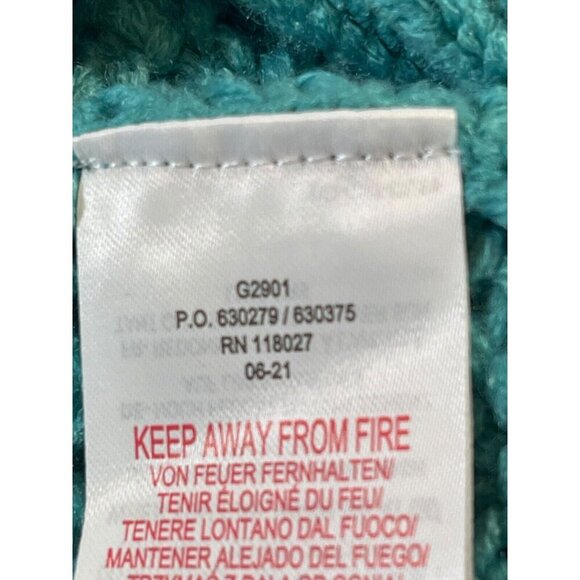 G2901
P.O. 630279 / 630375
RN 118027
06-21
KEEP AWAY FROM FIRE
VON FEUER FERNHALTEN/
TENIR ÉLOIGNÉ DU FEU/
TENERE LONTANO DAL FUOCO/
MANTENER ALEJADO DEL FUEGO/